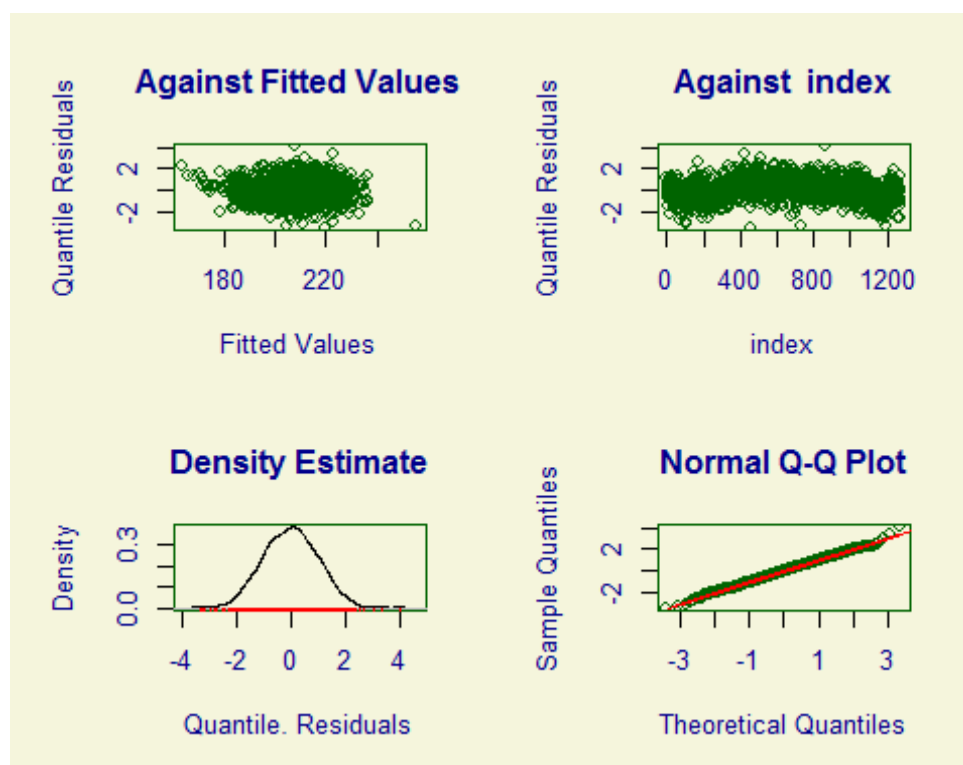 Against Fitted Values
Quantile Residuals
-2 2
180 220
Fitted Values
Against index
Quantile Residuals
-2 2
0 400 800 1200
index
Density Estimate
Density
0.0 0.3
-4 -2 0 2 4
Quantile. Residuals
Normal Q-Q Plot
Sample Quantiles
-2 2
-3 -1 1 3
Theoretical Quantiles